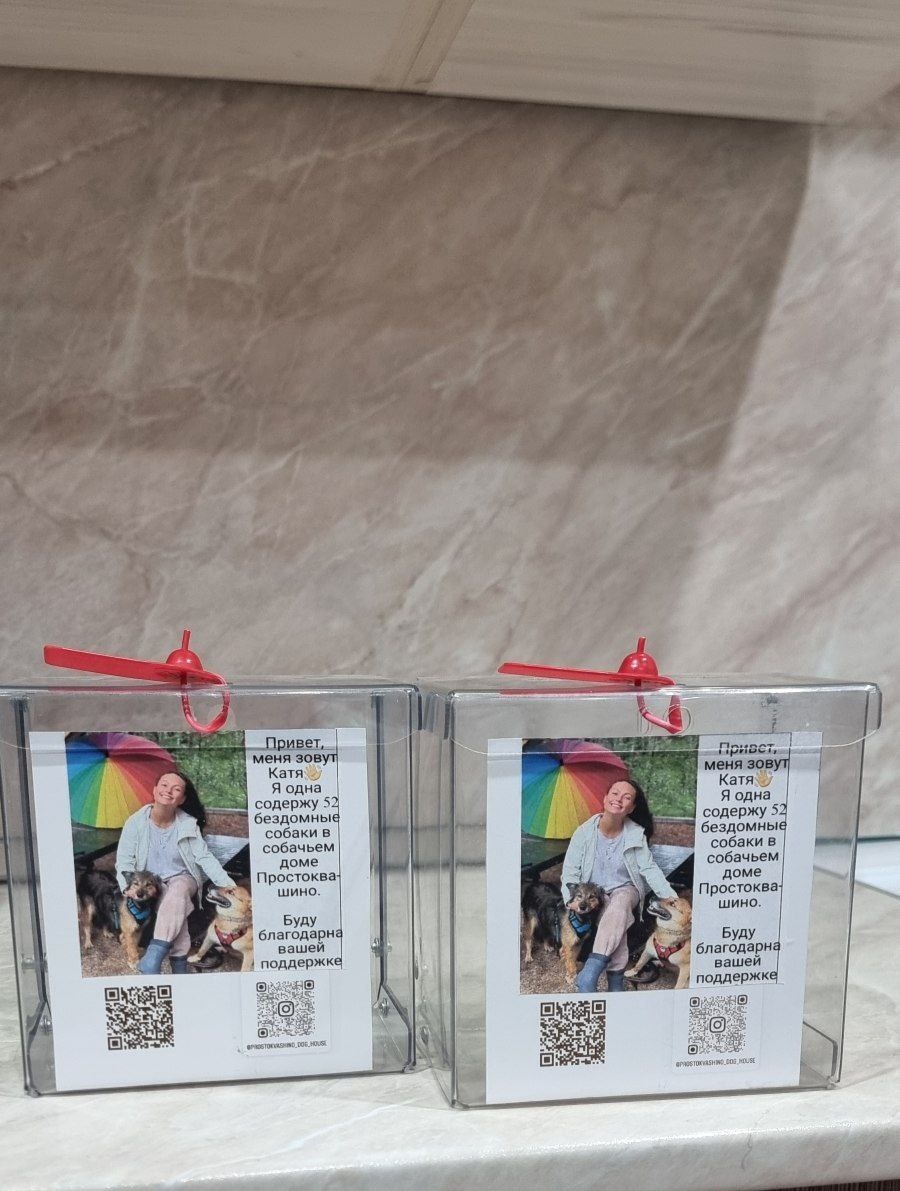 Привет,
меня зовут
Катя👋
Я одна
содержу 52
бездомные
собаки в
собачьем
доме
Простоква-
шино.
Буду
благодарна
вашей
поддержке
@PROSTOKVASHINO_DOG_HOUSE
Привет,
меня зовут
Катя👋
Я одна
содержу 52
бездомные
собаки в
собачьем
доме
Простоква-
шино.
Буду
благодарна
вашей
поддержке
@PROSTOKVASHINO_DOG_HOUSE